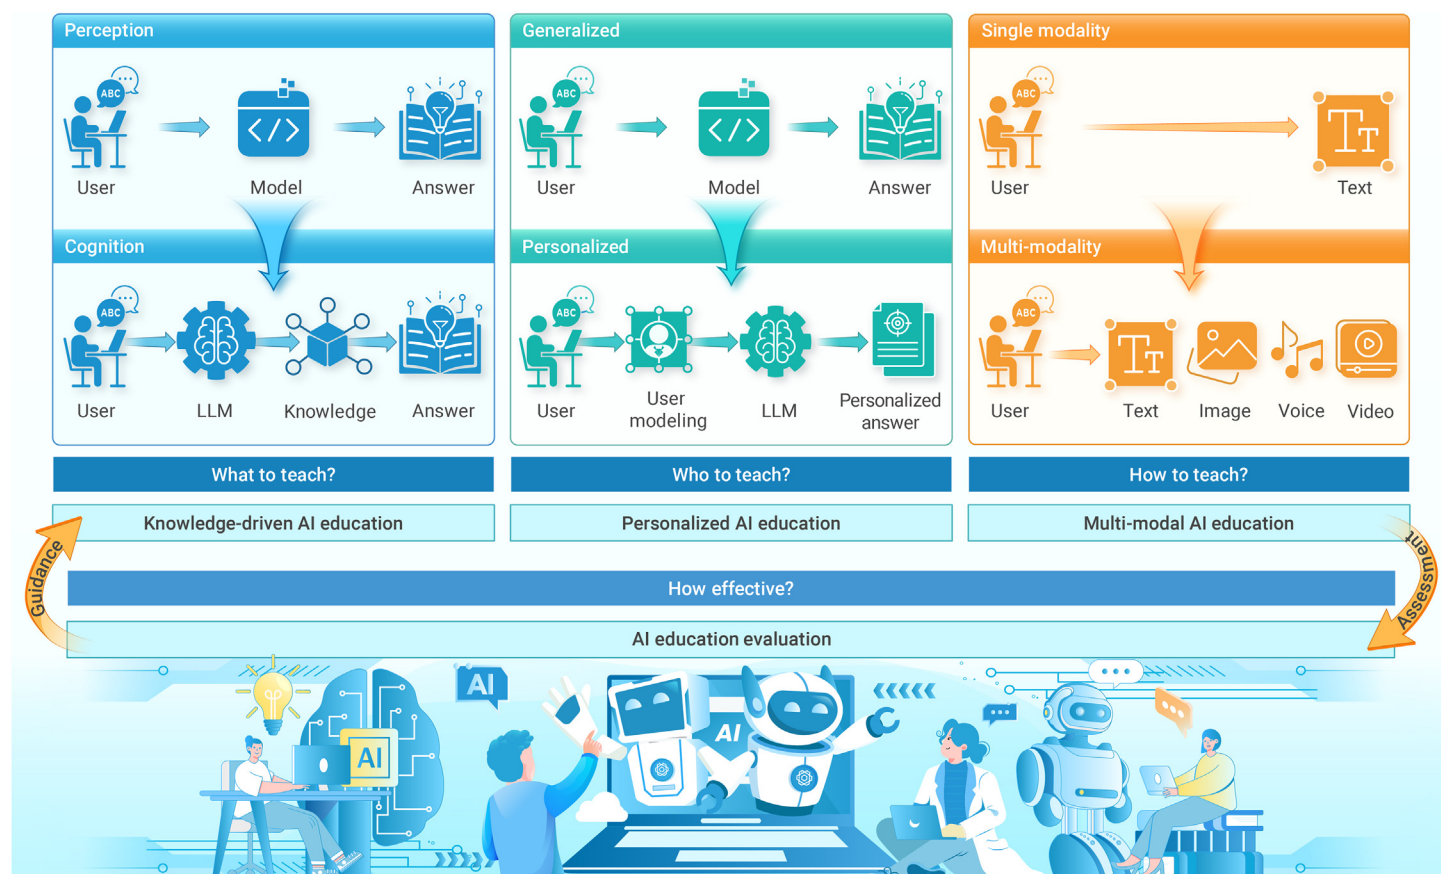 Perception
ABC
User
Model
Answer
Cognition
ABC
User
LLM
Knowledge
Answer
What to teach?
Knowledge-driven AI education
Generalized
ABC
User
Model
Answer
Personalized
ABC
User
User
modeling
LLM
Personalized
answer
Who to teach?
Personalized AI education
Single modality
ABC
User
TT
Text
Multi-modality
ABC
User
TT
Text
Image
Voice
Video
How to teach?
Multi-modal AI education
Guidance
Assessment
How effective?
AI education evaluation
AI
AI
AI